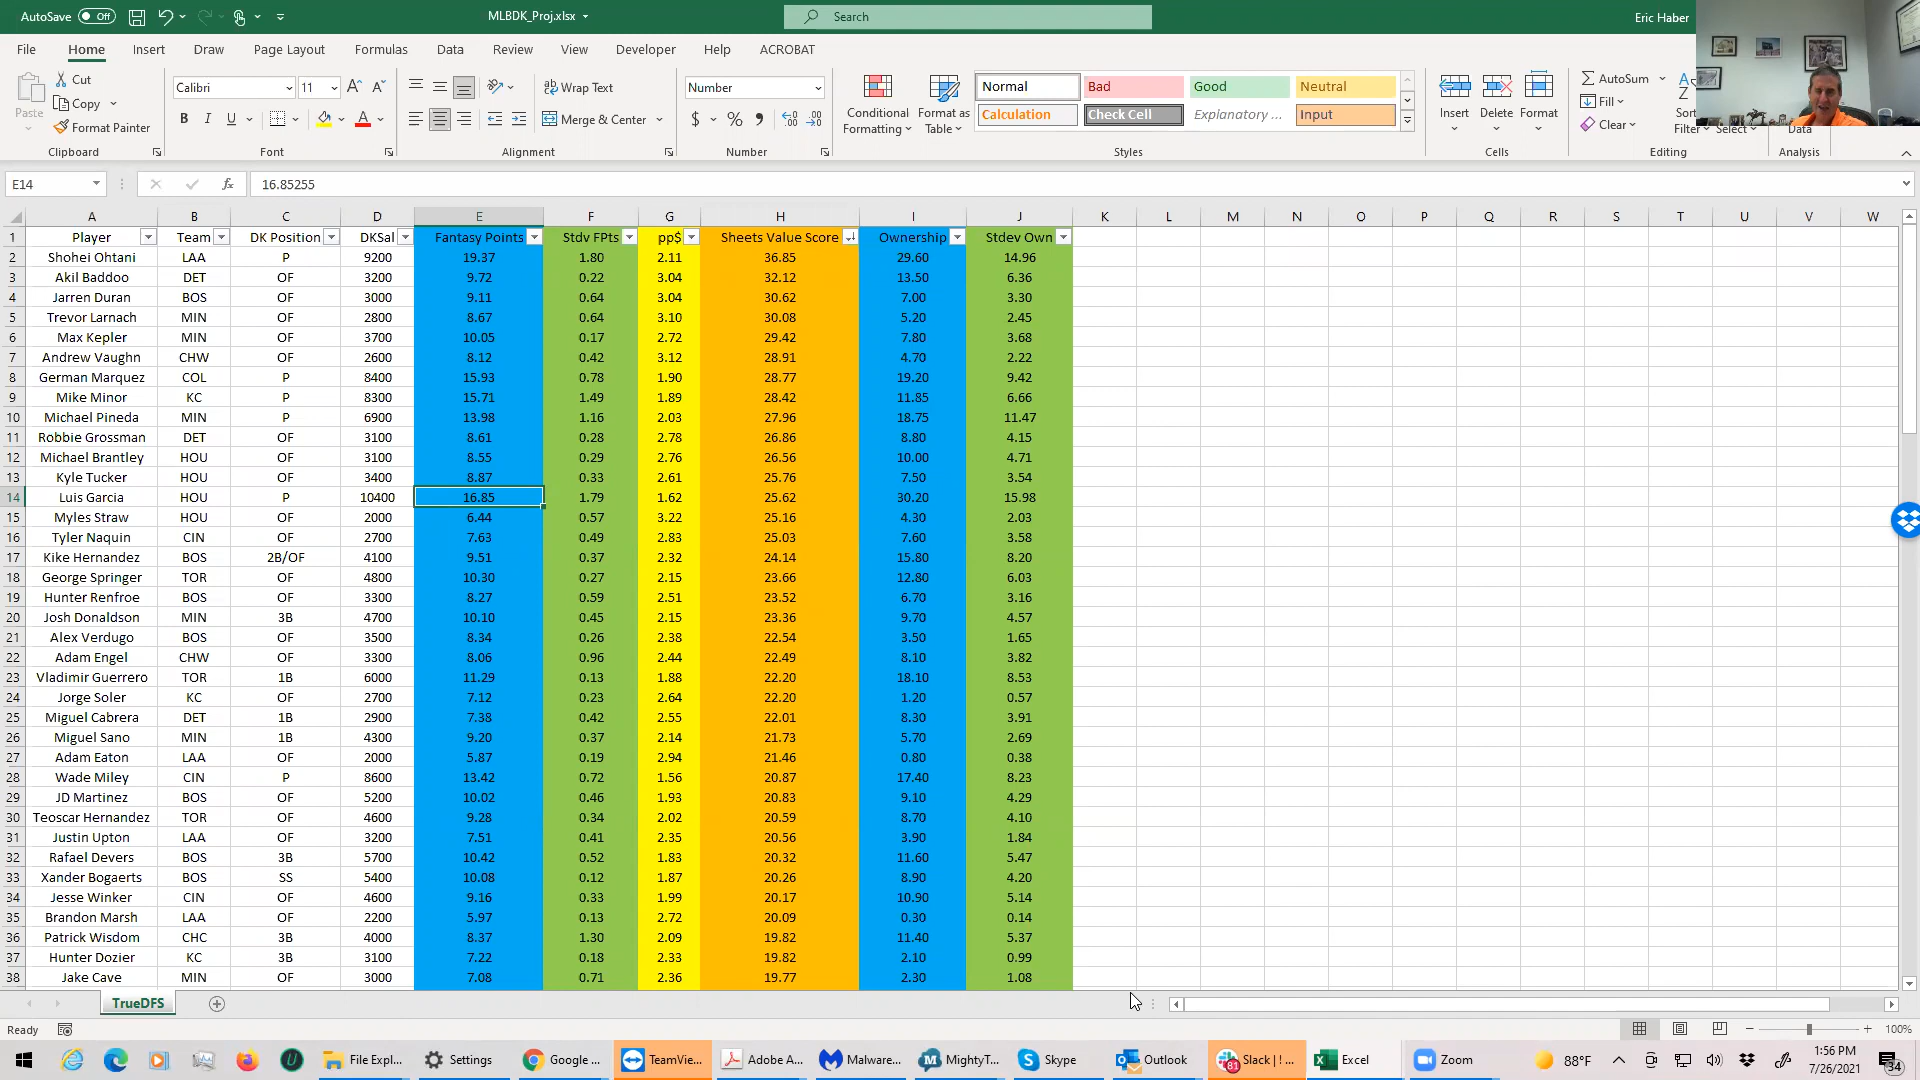 AutoSave Off MLBDK_Proj.xlsx Search Eric Haber
File Home Insert Draw Page Layout Formulas Data Review View Developer Help ACROBAT
Cut
Copy
Paste Format Painter
Clipboard
Calibri 11
B I U A
Font
Wrap Text
Merge & Center
Alignment
Number
$ %
Number
Conditional Formatting
Format as Table
Normal Bad Good Neutral
Calculation Check Cell Explanatory ... Input
Styles
Insert Delete Format
Cells
AutoSum
Fill
Clear
Sort
Filter Select
Editing
Data
Analysis
E14 fx 16.85255
A B C D E F G H I J K L M N O P Q R S T U V W
1 Player Team DK Position DKSal Fantasy Points Stdv FPts pp$ Sheets Value Score Ownership Stdev Own
2 Shohei Ohtani LAA P 9200 19.37 1.80 2.11 36.85 29.60 14.96
3 Akil Baddoo DET OF 3200 9.72 0.22 3.04 32.12 13.50 6.36
4 Jarren Duran BOS OF 3000 9.11 0.64 3.04 30.62 7.00 3.30
5 Trevor Larnach MIN OF 2800 8.67 0.64 3.10 30.08 5.20 2.45
6 Max Kepler MIN OF 3700 10.05 0.17 2.72 29.42 7.80 3.68
7 Andrew Vaughn CHW OF 2600 8.12 0.42 3.12 28.91 4.70 2.22
8 German Marquez COL P 8400 15.93 0.78 1.90 28.77 19.20 9.42
9 Mike Minor KC P 8300 15.71 1.49 1.89 28.42 11.85 6.66
10 Michael Pineda MIN P 6900 13.98 1.16 2.03 27.96 18.75 11.47
11 Robbie Grossman DET OF 3100 8.61 0.28 2.78 26.86 8.80 4.15
12 Michael Brantley HOU OF 3100 8.55 0.29 2.76 26.56 10.00 4.71
13 Kyle Tucker HOU OF 3400 8.87 0.33 2.61 25.76 7.50 3.54
14 Luis Garcia HOU P 10400 16.85 1.79 1.62 25.62 30.20 15.98
15 Myles Straw HOU OF 2000 6.44 0.57 3.22 25.16 4.30 2.03
16 Tyler Naquin CIN OF 2700 7.63 0.49 2.83 25.03 7.60 3.58
17 Kike Hernandez BOS 2B/OF 4100 9.51 0.37 2.32 24.14 15.80 8.20
18 George Springer TOR OF 4800 10.30 0.27 2.15 23.66 12.80 6.03
19 Hunter Renfroe BOS OF 3300 8.27 0.59 2.51 23.52 6.70 3.16
20 Josh Donaldson MIN 3B 4700 10.10 0.45 2.15 23.36 9.70 4.57
21 Alex Verdugo BOS OF 3500 8.34 0.26 2.38 22.54 3.50 1.65
22 Adam Engel CHW OF 3300 8.06 0.96 2.44 22.49 8.10 3.82
23 Vladimir Guerrero TOR 1B 6000 11.29 0.13 1.88 22.20 18.10 8.53
24 Jorge Soler KC OF 2700 7.12 0.23 2.64 22.20 1.20 0.57
25 Miguel Cabrera DET 1B 2900 7.38 0.42 2.55 22.01 8.30 3.91
26 Miguel Sano MIN 1B 4300 9.20 0.37 2.14 21.73 5.70 2.69
27 Adam Eaton LAA OF 2000 5.87 0.19 2.94 21.46 0.80 0.38
28 Wade Miley CIN P 8600 13.42 0.72 1.56 20.87 17.40 8.23
29 JD Martinez BOS OF 5200 10.02 0.46 1.93 20.83 9.10 4.29
30 Teoscar Hernandez TOR OF 4600 9.28 0.34 2.02 20.59 8.70 4.10
31 Justin Upton LAA OF 3200 7.51 0.41 2.35 20.56 3.90 1.84
32 Rafael Devers BOS 3B 5700 10.42 0.52 1.83 20.32 11.60 5.47
33 Xander Bogaerts BOS SS 5400 10.08 0.12 1.87 20.26 8.90 4.20
34 Jesse Winker CIN OF 4600 9.16 0.33 1.99 20.17 10.90 5.14
35 Brandon Marsh LAA OF 2200 5.97 0.13 2.72 20.09 0.30 0.14
36 Patrick Wisdom CHC 3B 4000 8.37 1.30 2.09 19.82 11.40 5.37
37 Hunter Dozier KC 3B 3100 7.22 0.18 2.33 19.82 2.10 0.99
38 Jake Cave MIN OF 3000 7.08 0.71 2.36 19.77 2.30 1.08
TrueDFS
Ready 100%
File Expl... Settings Google ... TeamVie... Adobe A... Malware... MightyT... Skype Outlook Slack | ! ... Excel Zoom 88°F 1:56 PM
7/26/2021
81 34